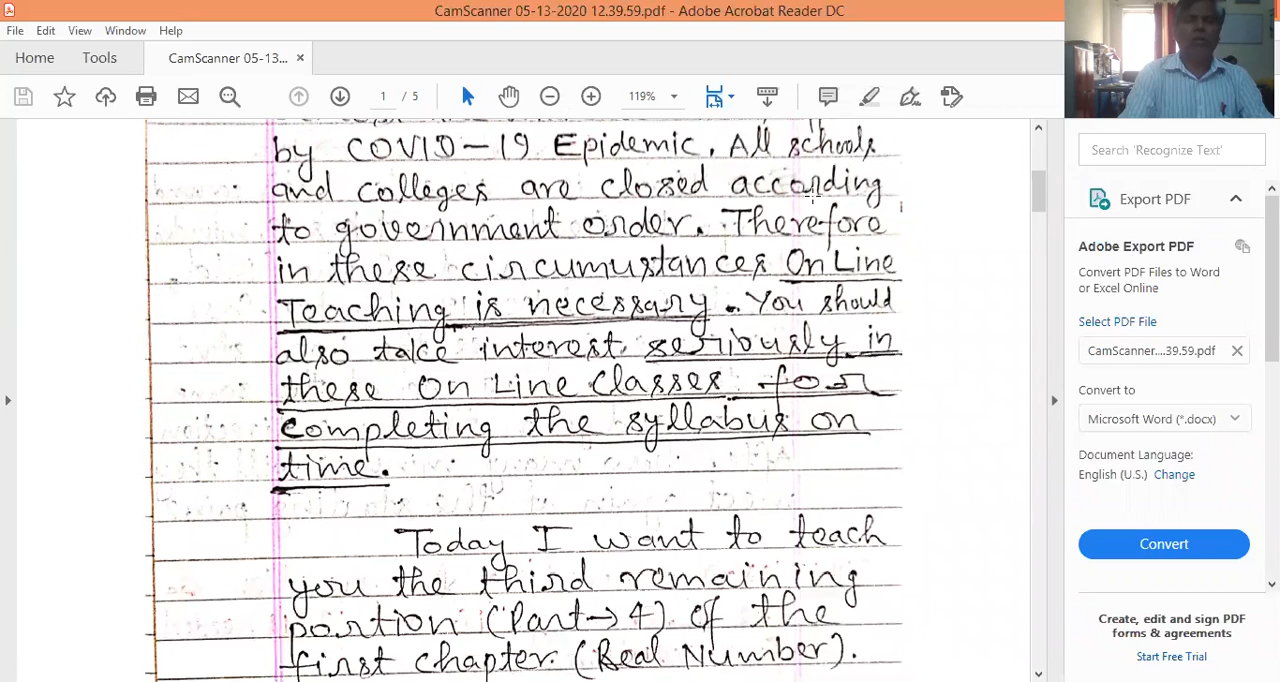 CamScanner 05-13-2020 12.39.59.pdf - Adobe Acrobat Reader DC
File Edit View Window Help
Home Tools CamScanner 05-13... ×
1 / 5 119%
by COVID-19 Epidemic. All schools
and colleges are closed according
to government order. Therefore
in these circumustances On Line
Teaching is necessary. You should
also take interest seriously in
these On Line Classes for
completing the syllabus on
time.
Today I want to teach
you the third remaining
portion (Part → 4) of the
first chapter (Real Number).
Search 'Recognize Text'
Export PDF
Adobe Export PDF
Convert PDF Files to Word
or Excel Online
Select PDF File
CamScanner....39.59.pdf ×
Convert to
Microsoft Word (*.docx)
Document Language:
English (U.S.) Change
Convert
Create, edit and sign PDF
forms & agreements
Start Free Trial